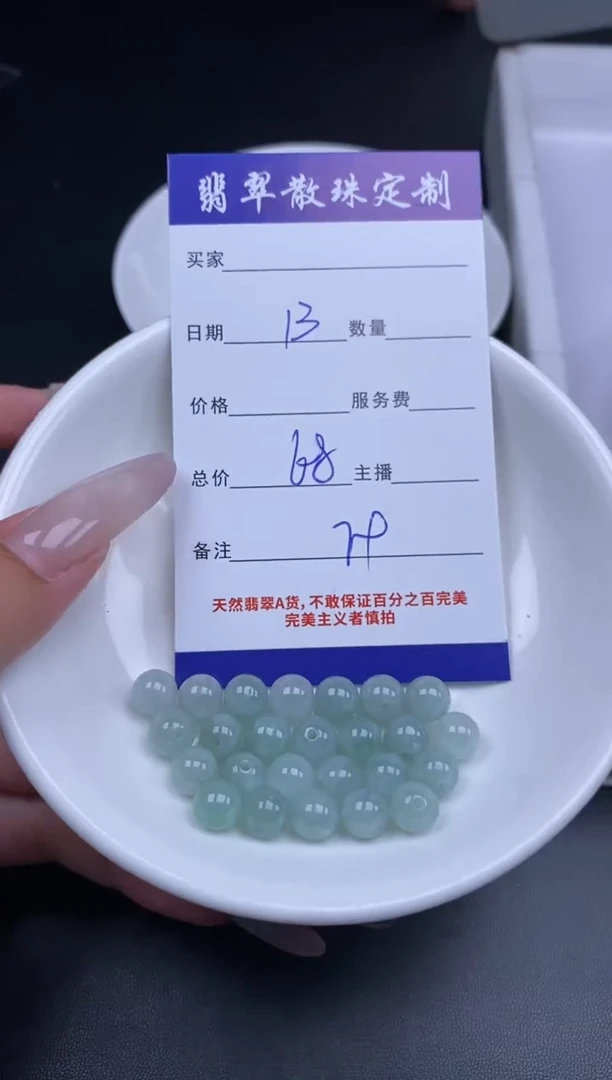 翡翠散珠定制
买家
日期 13 数量
价格 服务费
总价 68 主播
备注
天然翡翠A货,不敢保证百分之百完美
完美主义者慎拍